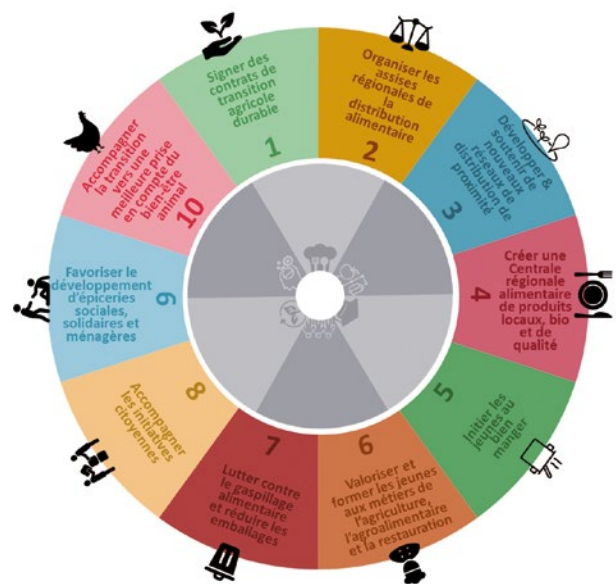 1
Signer des
contrats de
transition
agricole
durable
2
Organiser les
assises
régionales de
la
distribution
alimentaire
3
Développer &
soutenir de
nouveaux
réseaux de
distribution de
proximité
4
Créer une
Centrale
régionale
alimentaire
de produits
locaux, bio
et de
qualité
5
Initier les
jeunes au
bien
manger
6
Valoriser et
former les jeunes
aux métiers de
l'agriculture,
l'agroalimentaire
et la restauration
7
Lutter contre
le gaspillage
alimentaire
et réduire les
emballages
8
Accompagner
les initiatives
citoyennes
9
Favoriser le
développement
d'épiceries
sociales,
solidaires et
ménagères
10
Accompagner
la transition
vers une
meilleure prise
en compte du
bien-être
animal